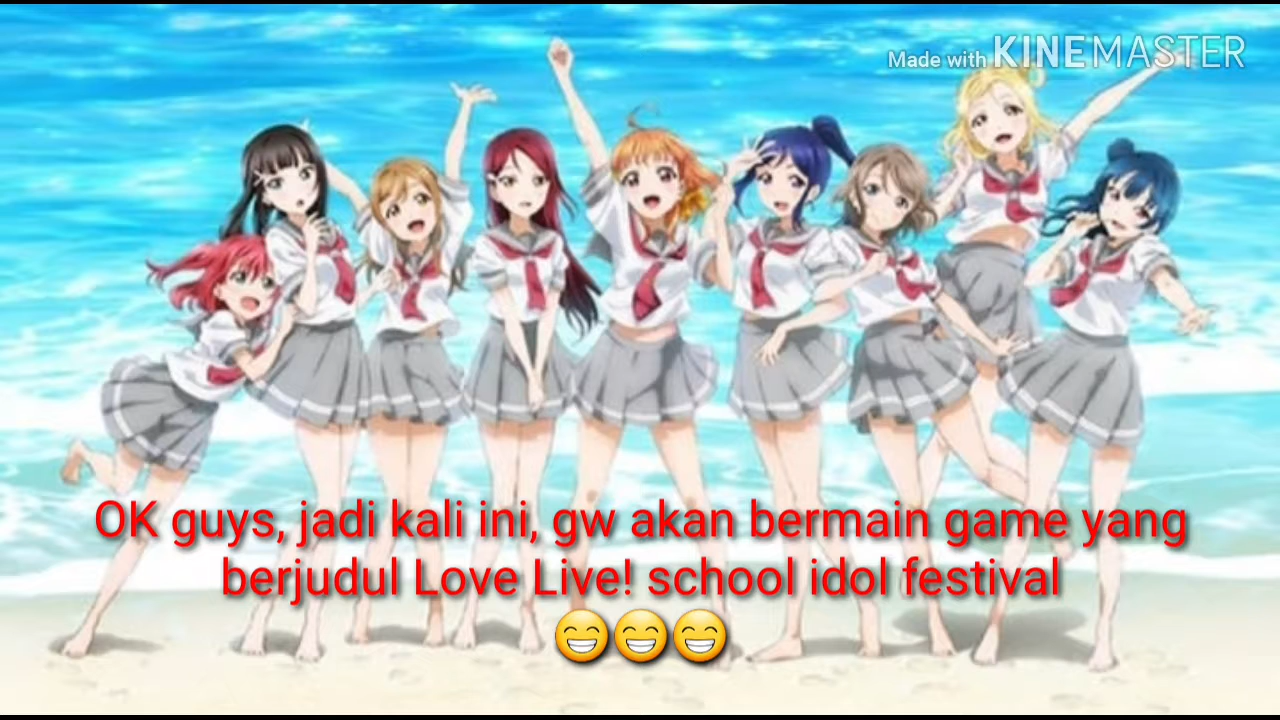 Made with KINEMASTER
OK guys, jadi kali ini, gw akan bermain game yang
berjudul Love Live! school idol festival
😁😁😁